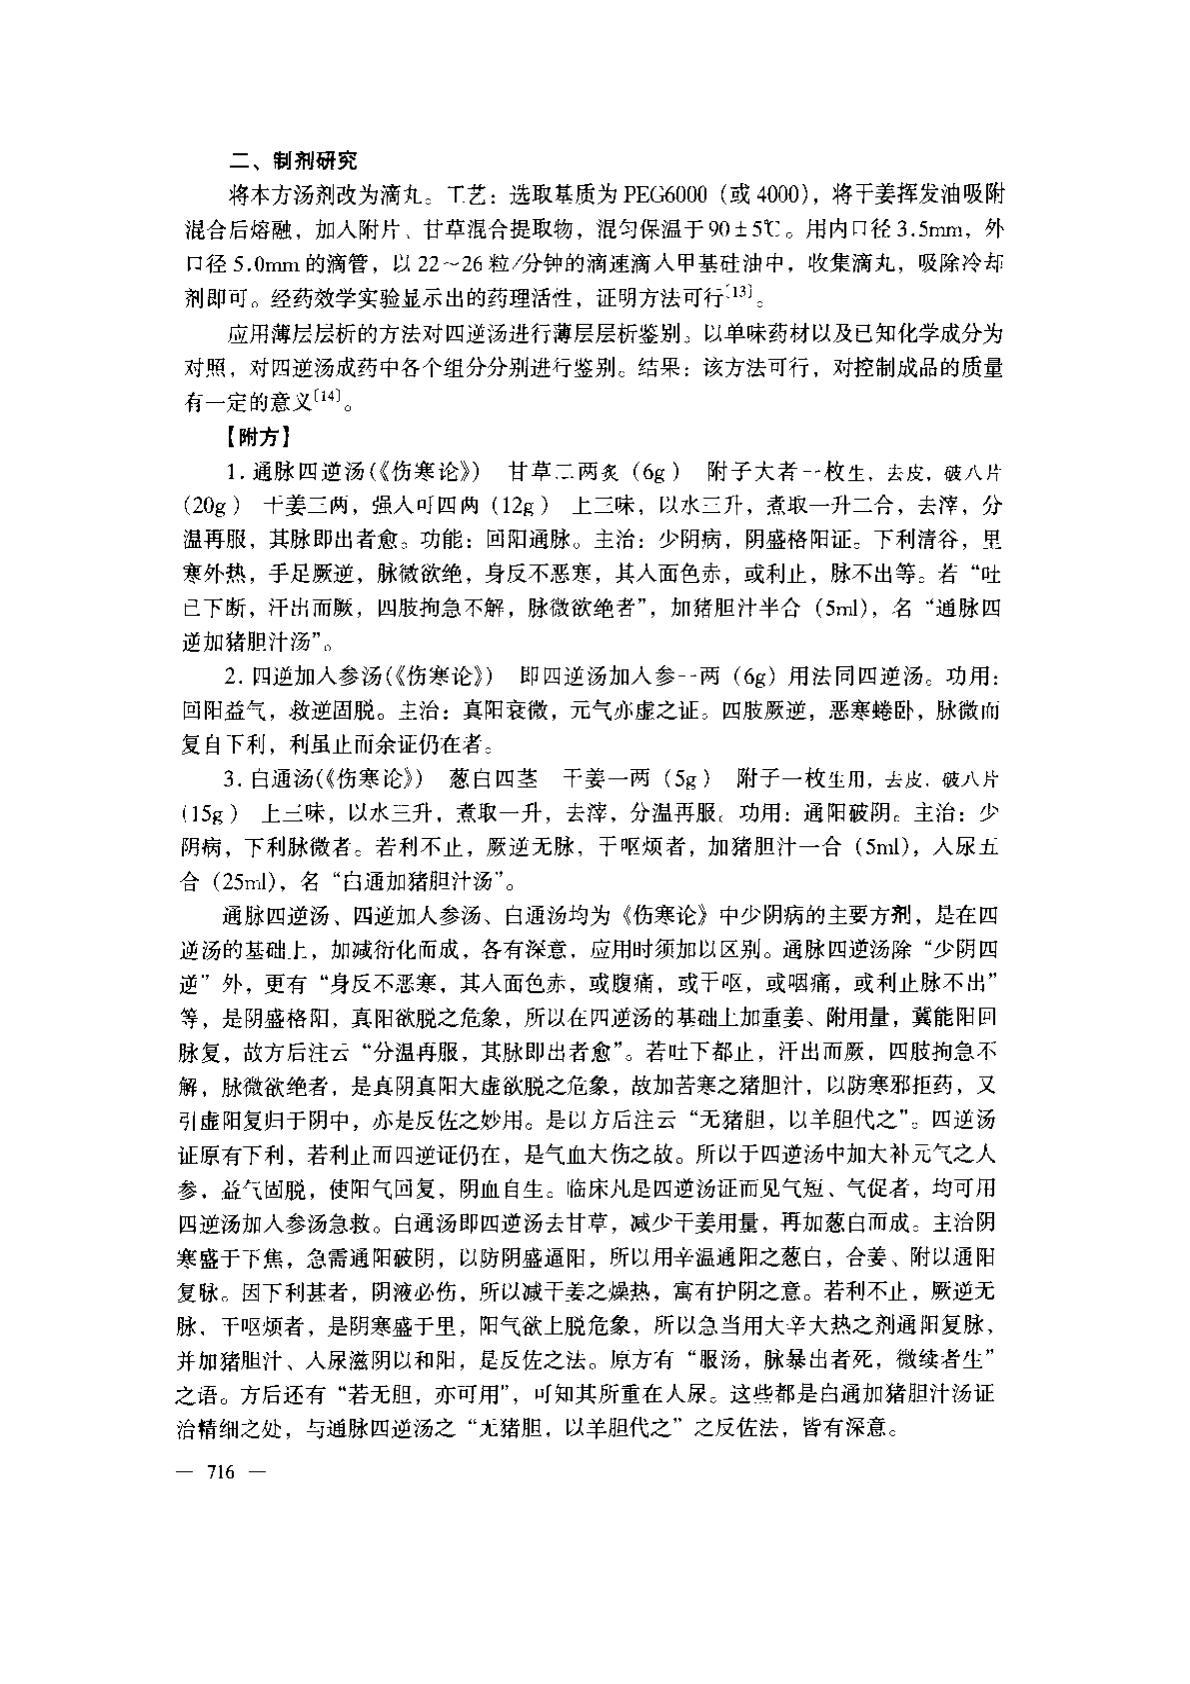 二、制剂研究
将本方汤剂改为滴丸。工艺：选取基质为 PEG6000（或 4000），将干姜挥发油吸附
混合后熔融，加入附片、甘草混合提取物，混匀保温于 90±5℃。用内口径 3.5mm，外
口径 5.0mm 的滴管，以 22～26 粒/分钟的滴速滴入甲基硅油中，收集滴丸，吸除冷却
剂即可。经药效学实验显示出的药理活性，证明方法可行〔13〕。
应用薄层层析的方法对四逆汤进行薄层层析鉴别。以单味药材以及已知化学成分为
对照，对四逆汤成药中各个组分分别进行鉴别。结果：该方法可行，对控制成品的质量
有一定的意义〔14〕。
【附方】
1. 通脉四逆汤（《伤寒论》） 甘草二两炙（6g） 附子大者一枚生，去皮，破八片
（20g） 干姜三两，强人可四两（12g） 上三味，以水三升，煮取一升二合，去滓，分
温再服，其脉即出者愈。功能：回阳通脉。主治：少阴病，阴盛格阳证。下利清谷，里
寒外热，手足厥逆，脉微欲绝，身反不恶寒，其人面色赤，或利止，脉不出等。若“吐
已下断，汗出而厥，四肢拘急不解，脉微欲绝者”，加猪胆汁半合（5ml），名“通脉四
逆加猪胆汁汤”。
2. 四逆加人参汤（《伤寒论》） 即四逆汤加人参一两（6g）用法同四逆汤。功用：
回阳益气，救逆固脱。主治：真阳衰微，元气亦虚之证。四肢厥逆，恶寒蜷卧，脉微而
复自下利，利虽止而余证仍在者。
3. 白通汤（《伤寒论》） 葱白四茎 干姜一两（5g） 附子一枚生用，去皮，破八片
（15g） 上三味，以水三升，煮取一升，去滓，分温再服。功用：通阳破阴。主治：少
阴病，下利脉微者。若利不止，厥逆无脉，干呕烦者，加猪胆汁一合（5ml），人尿五
合（25ml），名“白通加猪胆汁汤”。
通脉四逆汤、四逆加人参汤、白通汤均为《伤寒论》中少阴病的主要方剂，是在四
逆汤的基础上，加减衍化而成，各有深意，应用时须加以区别。通脉四逆汤除“少阴四
逆”外，更有“身反不恶寒，其人面色赤，或腹痛，或干呕，或咽痛，或利止脉不出”
等，是阴盛格阳，真阳欲脱之危象，所以在四逆汤的基础上加重姜、附用量，冀能阳回
脉复，故方后注云“分温再服，其脉即出者愈”。若吐下都止，汗出而厥，四肢拘急不
解，脉微欲绝者，是真阴真阳大虚欲脱之危象，故加苦寒之猪胆汁，以防寒邪拒药，又
引虚阳复归于阴中，亦是反佐之妙用。是以方后注云“无猪胆，以羊胆代之”。四逆汤
证原有下利，若利止而四逆证仍在，是气血大伤之故。所以于四逆汤中加大补元气之人
参，益气固脱，使阳气回复，阴血自生。临床凡是四逆汤证而见气短、气促者，均可用
四逆汤加人参汤急救。白通汤即四逆汤去甘草，减少干姜用量，再加葱白而成。主治阴
寒盛于下焦，急需通阳破阴，以防阴盛逼阳，所以用辛温通阳之葱白，合姜、附以通阳
复脉。因下利甚者，阴液必伤，所以减干姜之燥热，寓有护阴之意。若利不止，厥逆无
脉，干呕烦者，是阴寒盛于里，阳气欲上脱危象，所以急当用大辛大热之剂通阳复脉，
并加猪胆汁、人尿滋阴以和阳，是反佐之法。原方有“服汤，脉暴出者死，微续者生”
之语。方后还有“若无胆，亦可用”，可知其所重在人尿。这些都是白通加猪胆汁汤证
治精细之处，与通脉四逆汤之“无猪胆，以羊胆代之”之反佐法，皆有深意。
— 716 —